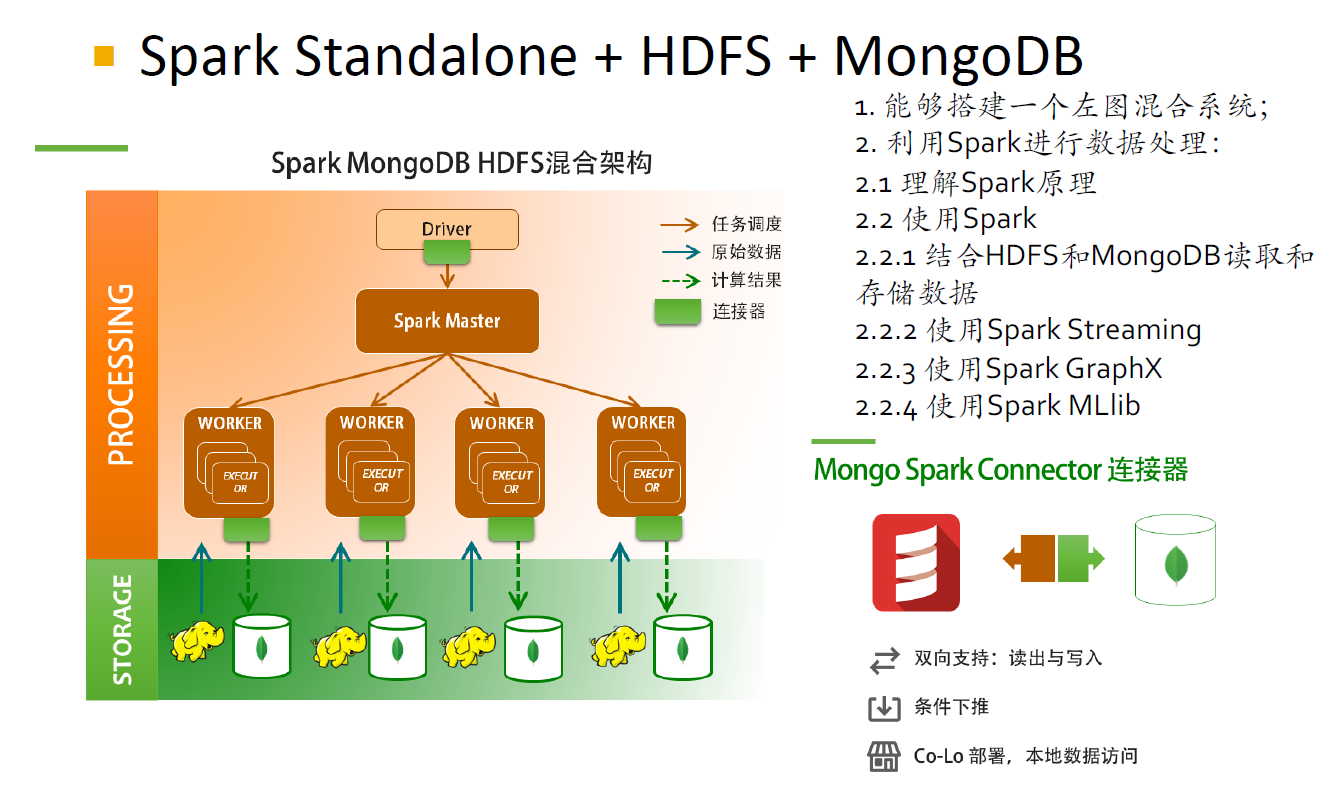 Spark Standalone + HDFS + MongoDB
1. 能够搭建一个左图混合系统；
2. 利用Spark进行数据处理：
2.1 理解Spark原理
2.2 使用Spark
2.2.1 结合HDFS和MongoDB读取和
存储数据
2.2.2 使用Spark Streaming
2.2.3 使用Spark GraphX
2.2.4 使用Spark MLlib
Spark MongoDB HDFS混合架构
PROCESSING
Driver
任务调度
原始数据
计算结果
连接器
Spark Master
WORKER
EXECUT
OR
WORKER
EXECUT
OR
WORKER
EXECUT
OR
WORKER
EXECUT
OR
STORAGE
Mongo Spark Connector 连接器
双向支持：读出与写入
条件下推
Co-Lo 部署，本地数据访问